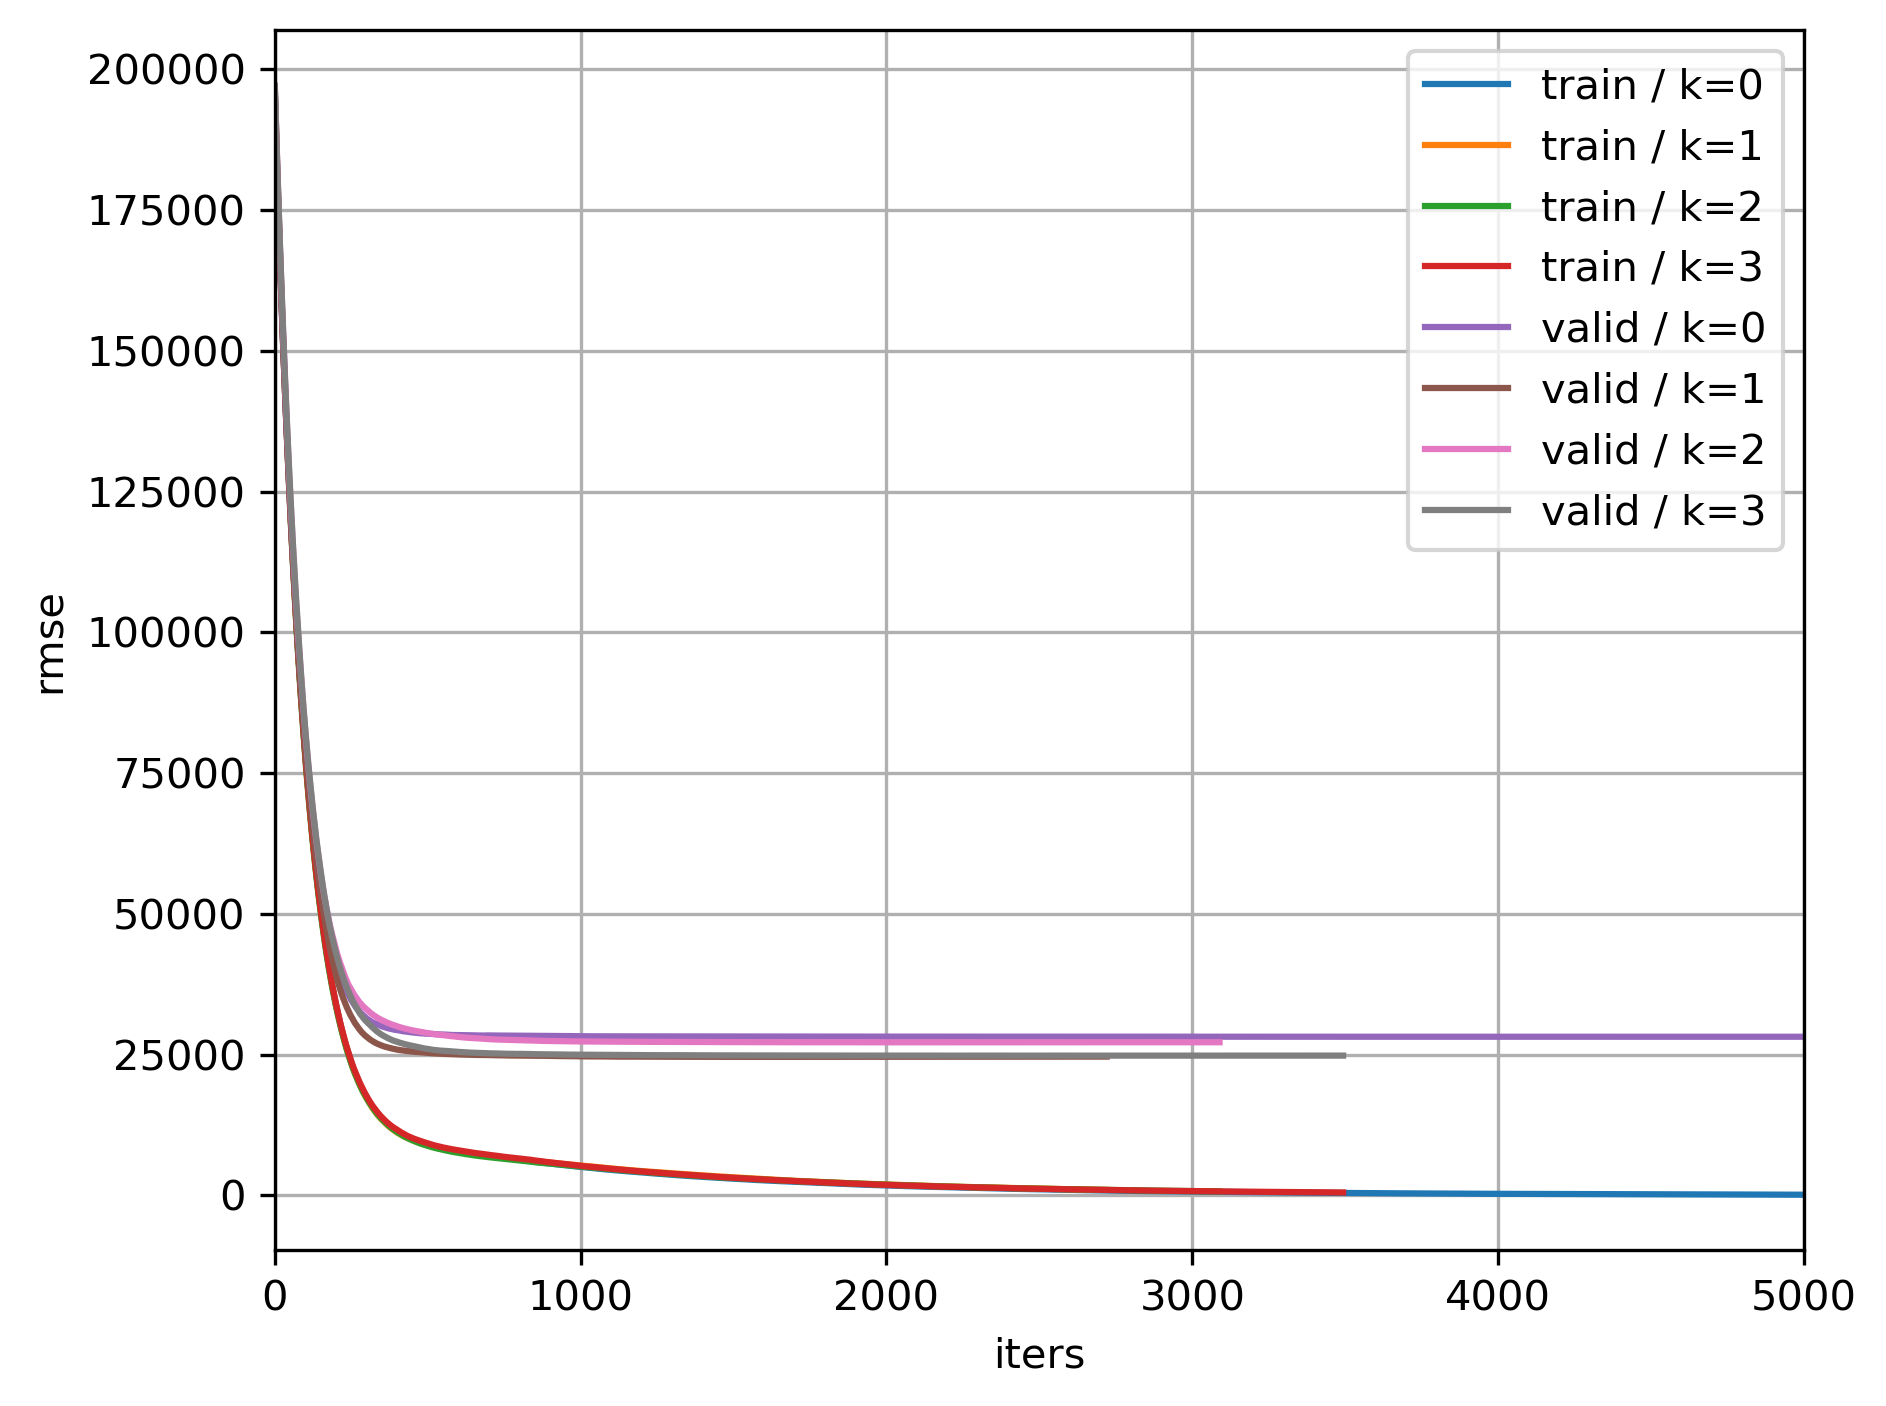 200000
175000
150000
125000
100000
75000
50000
25000
0
rmse
0 1000 2000 3000 4000 5000
iters
train / k=0
train / k=1
train / k=2
train / k=3
valid / k=0
valid / k=1
valid / k=2
valid / k=3